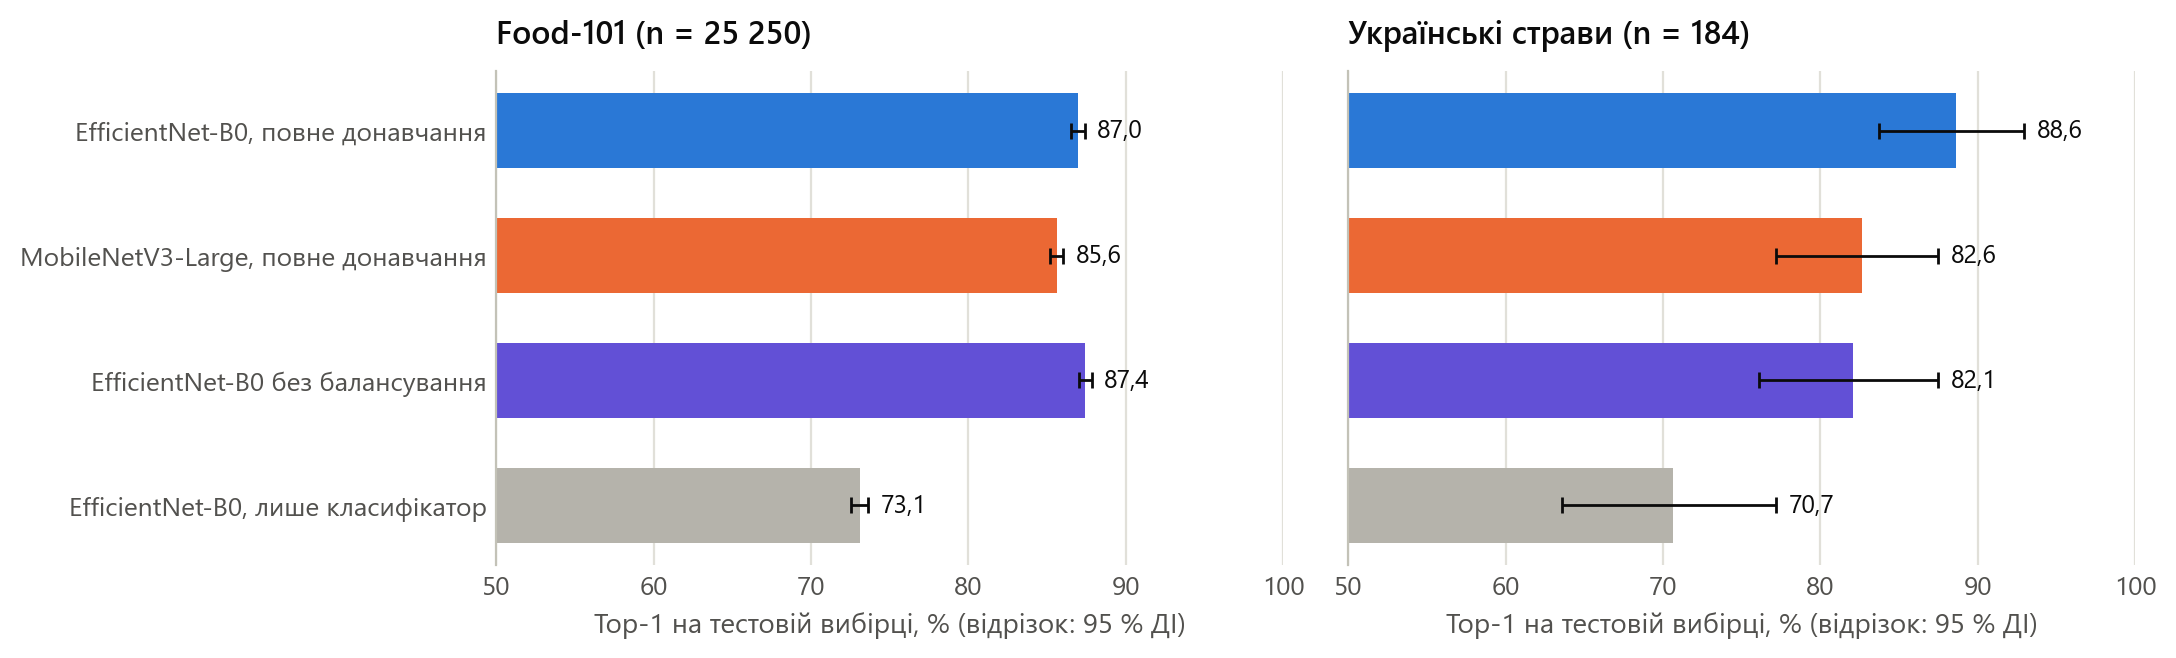 Food-101 (n = 25 250)
Українські страви (n = 184)
EfficientNet-B0, повне донавчання
87,0
88,6
MobileNetV3-Large, повне донавчання
85,6
82,6
EfficientNet-B0 без балансування
87,4
82,1
EfficientNet-B0, лише класифікатор
73,1
70,7
50 60 70 80 90 100
50 60 70 80 90 100
Top-1 на тестовій вибірці, % (відрізок: 95 % ДІ)
Top-1 на тестовій вибірці, % (відрізок: 95 % ДІ)